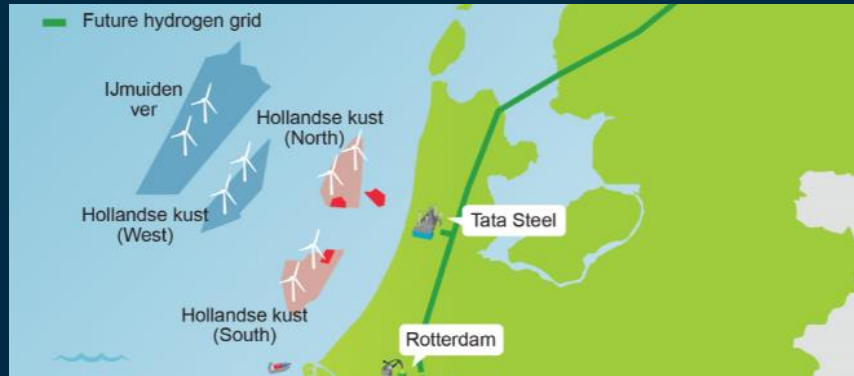 Future hydrogen grid
IJmuiden
ver
Hollandse kust
(North)
Hollandse kust
(West)
Tata Steel
Hollandse kust
(South)
Rotterdam